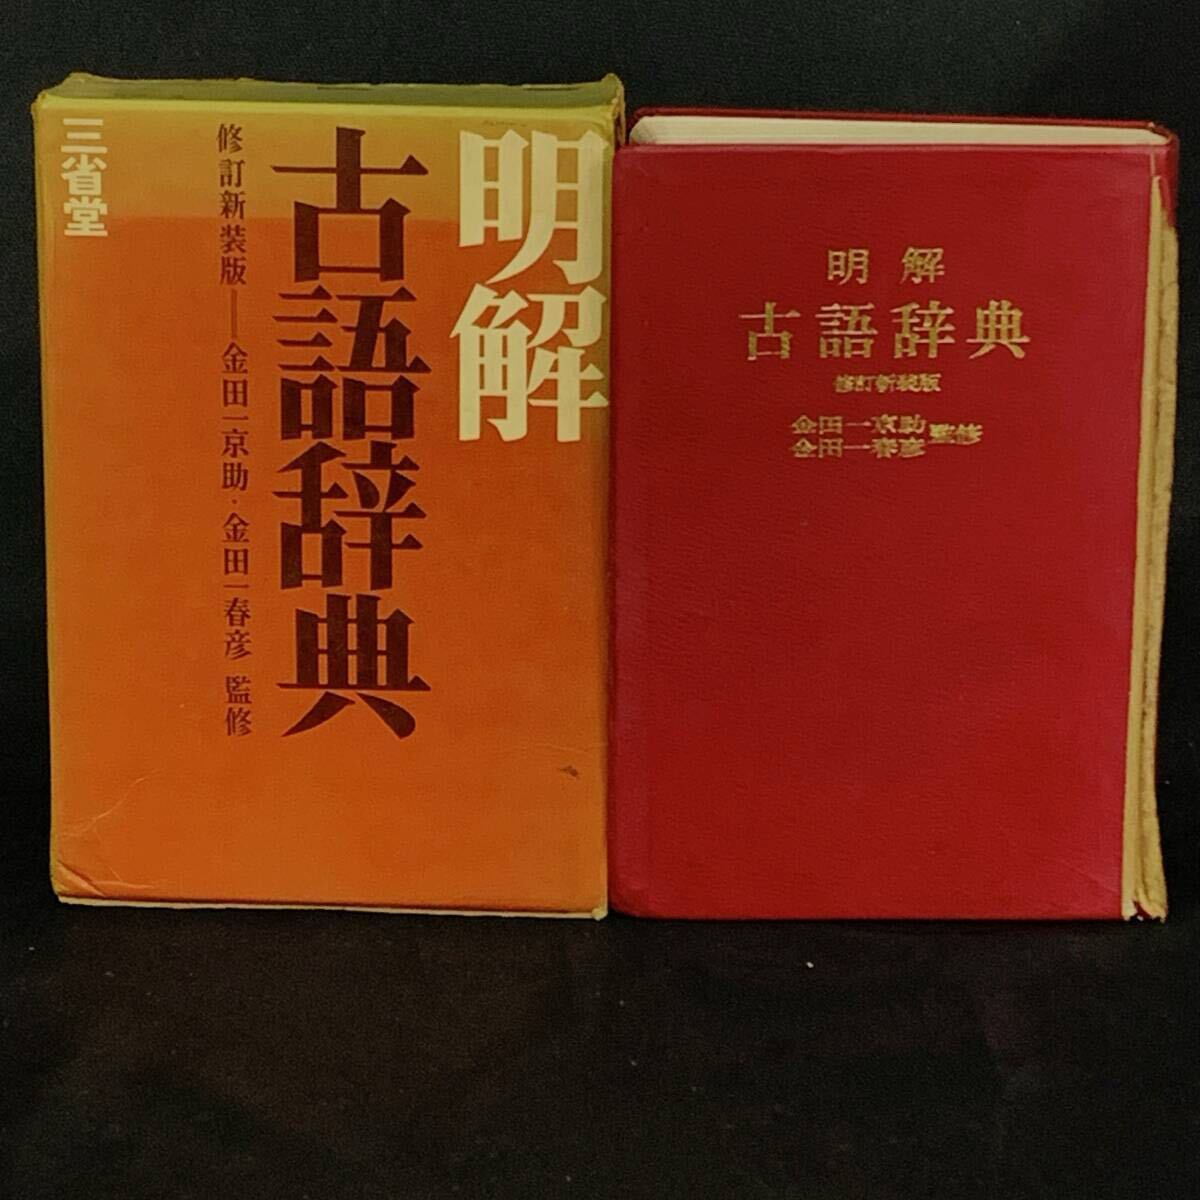 明解
古語辞典
修訂新装版――金田一京助・金田一春彦 監修
三省堂
明解
古語辞典
修訂新装版
金田一京助
金田一春彦
監修